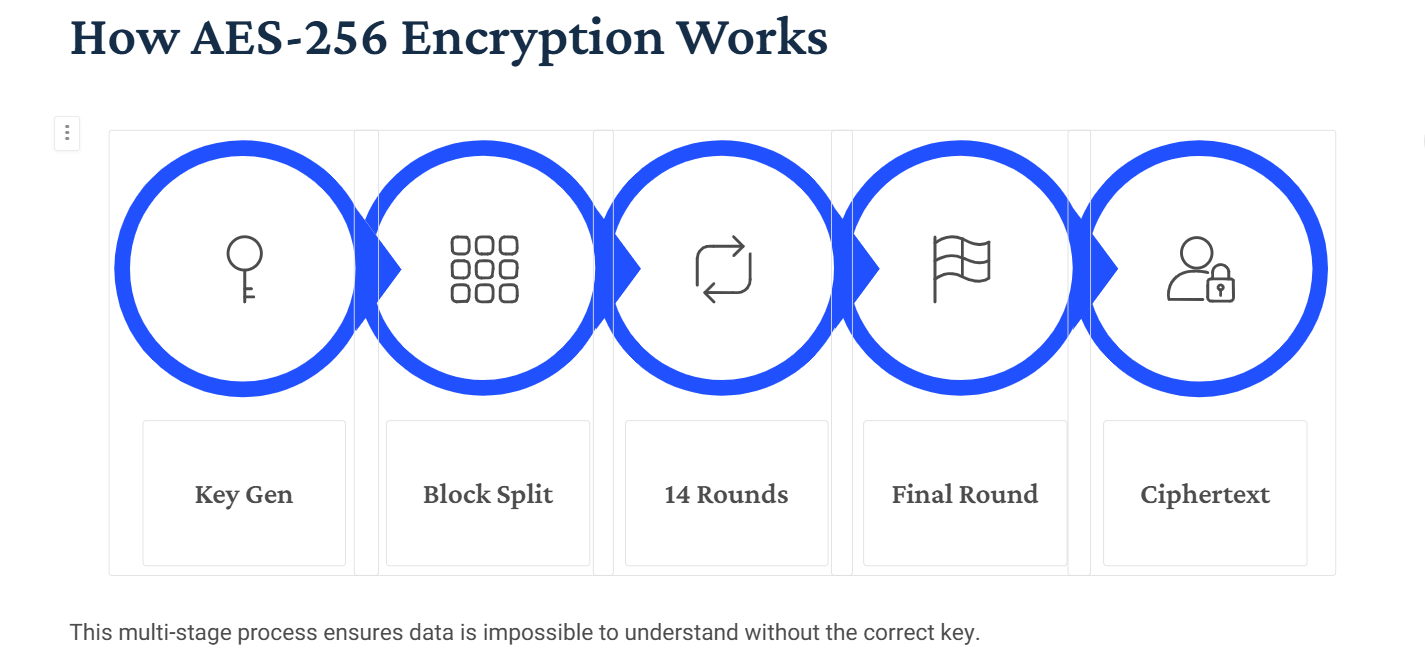 How AES-256 Encryption Works
Key Gen
Block Split
14 Rounds
Final Round
Ciphertext
This multi-stage process ensures data is impossible to understand without the correct key.